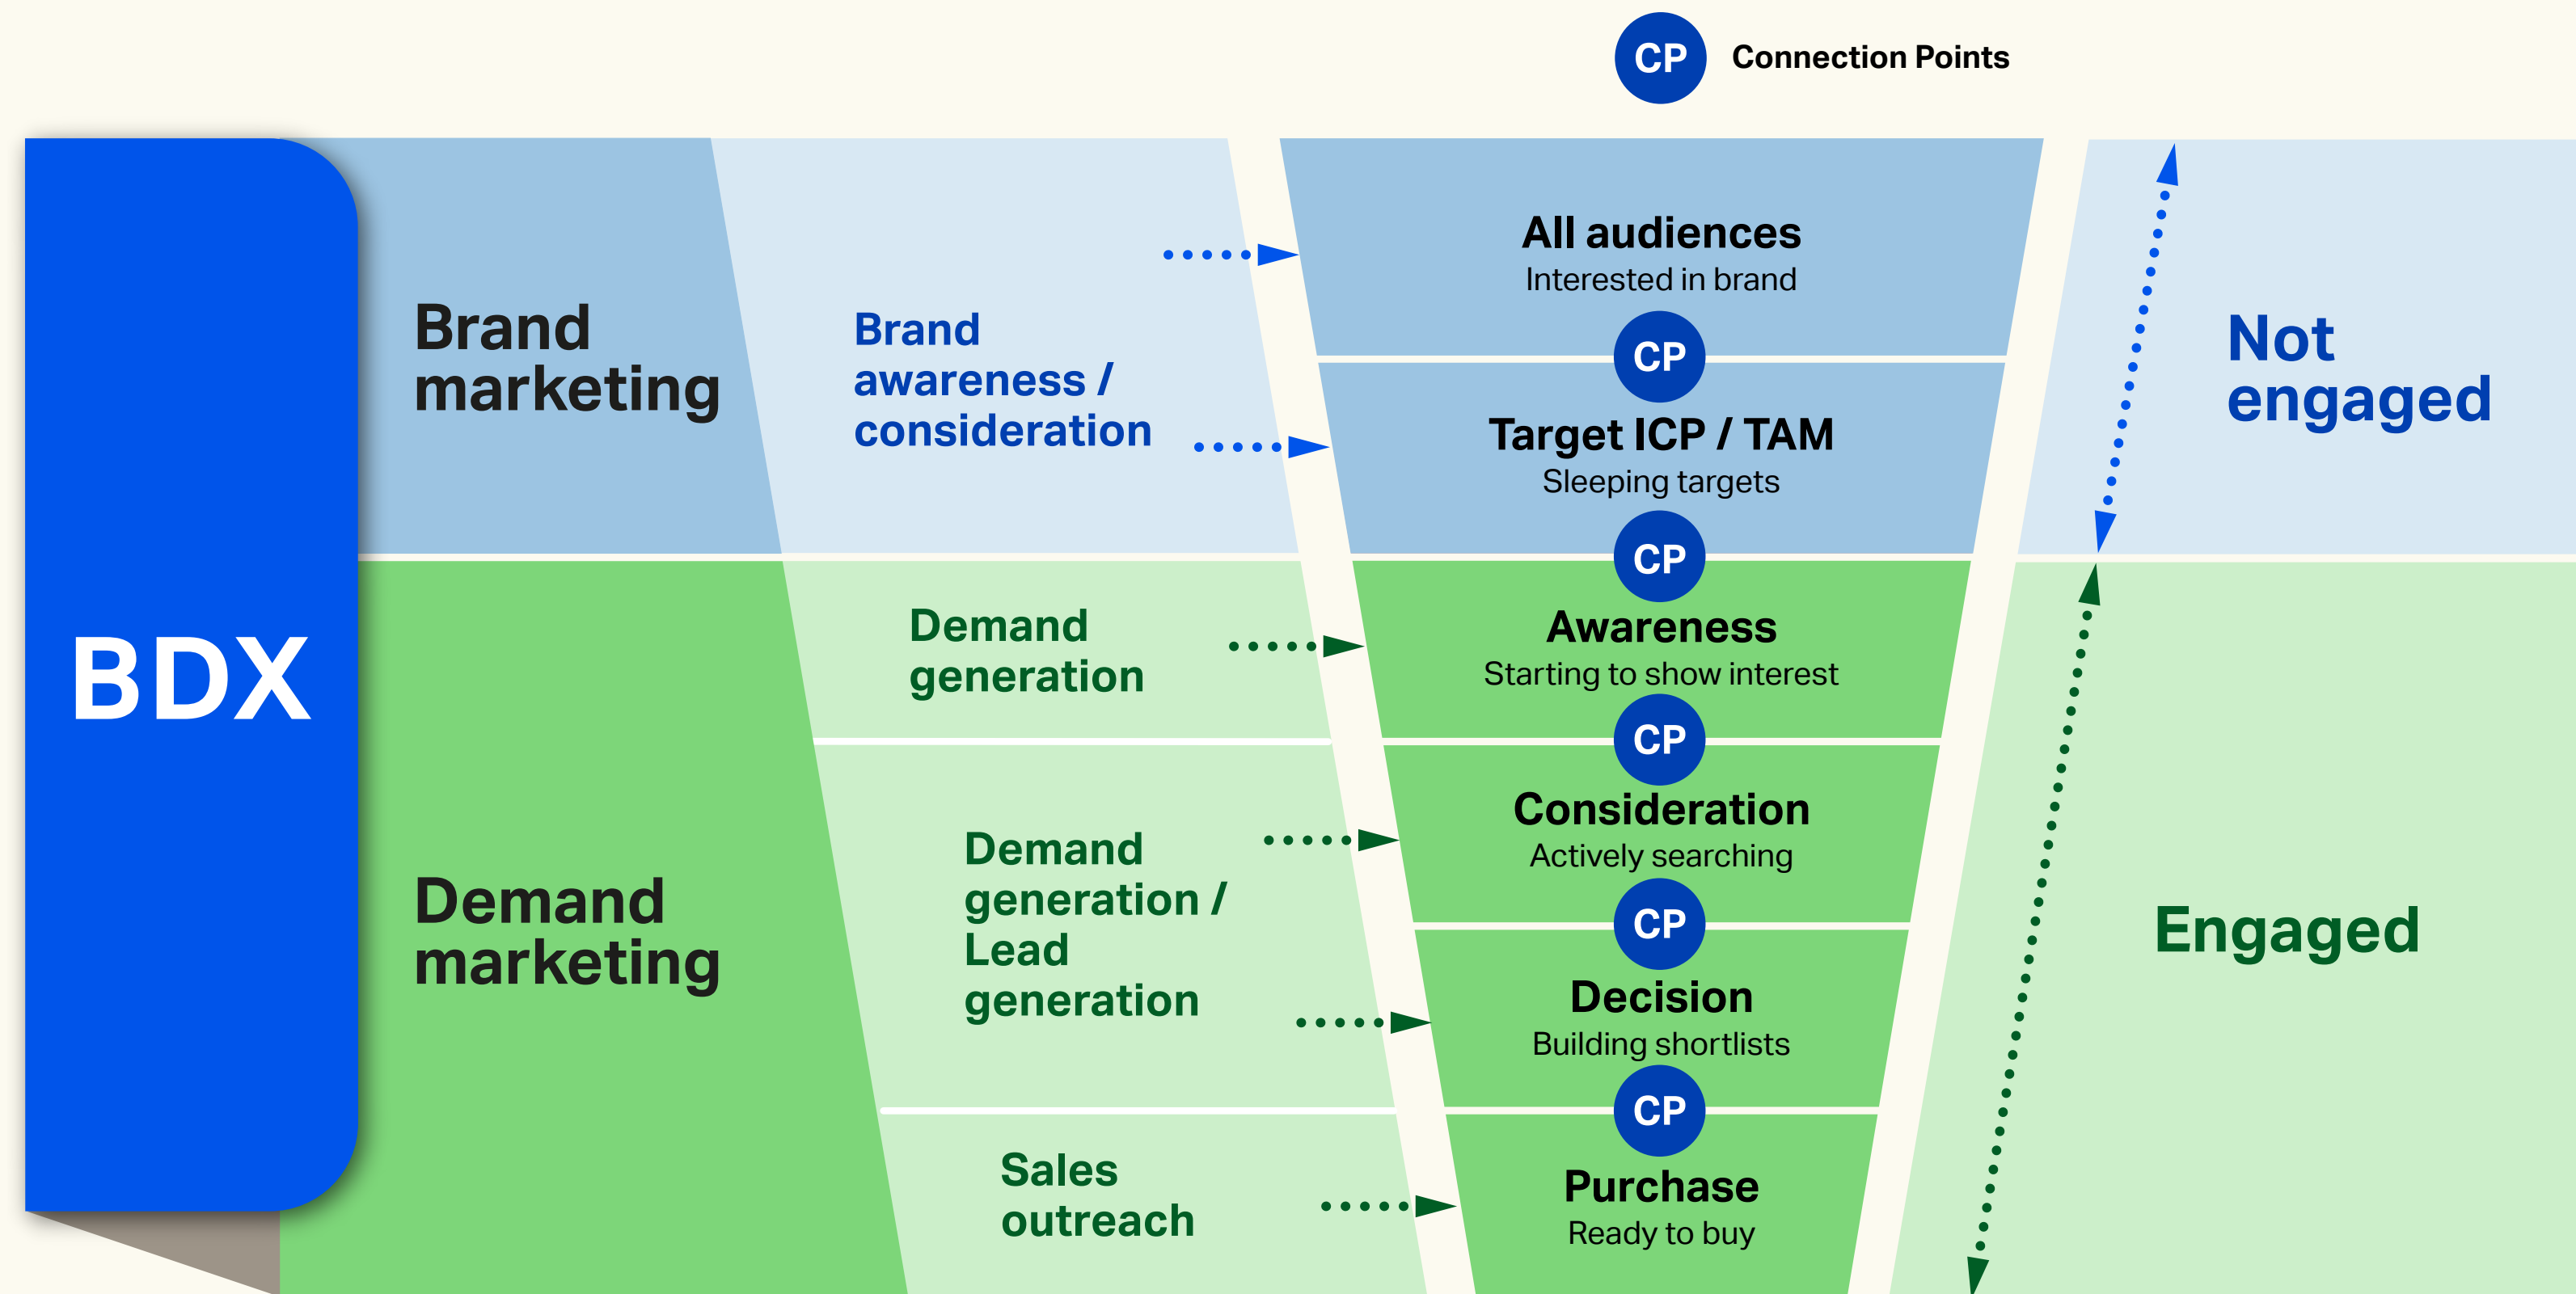 CP Connection Points
BDX
Brand
marketing
Brand
awareness /
consideration
All audiences
Interested in brand
CP
Target ICP / TAM
Sleeping targets
Not
engaged
CP
Demand
marketing
Demand
generation
Awareness
Starting to show interest
CP
Demand
generation /
Lead
generation
Consideration
Actively searching
CP
Decision
Building shortlists
CP
Sales
outreach
Purchase
Ready to buy
Engaged